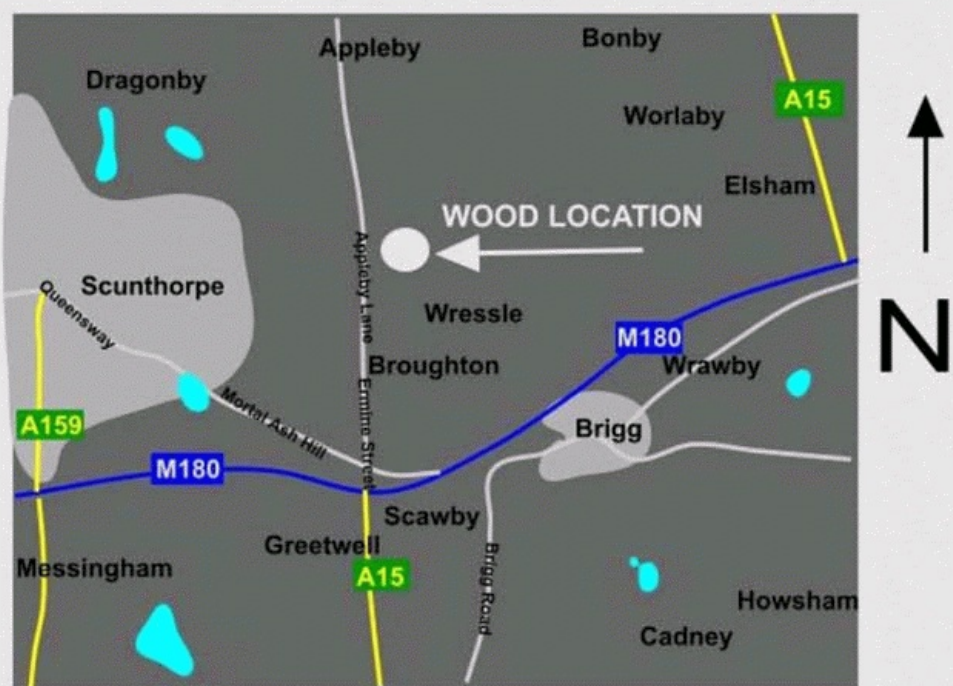 Appleby
Bonby
Dragonby
A15
Worlaby
Elsham
WOOD LOCATION
Appleby Lane
Scunthorpe
Queensway
Wressle
M180
Broughton
Wrawby
Ermine Street
Mortal Ash Hill
A159
Brigg
M180
Scawby
Greetwell
Messingham
A15
Brigg Road
Howsham
Cadney
N